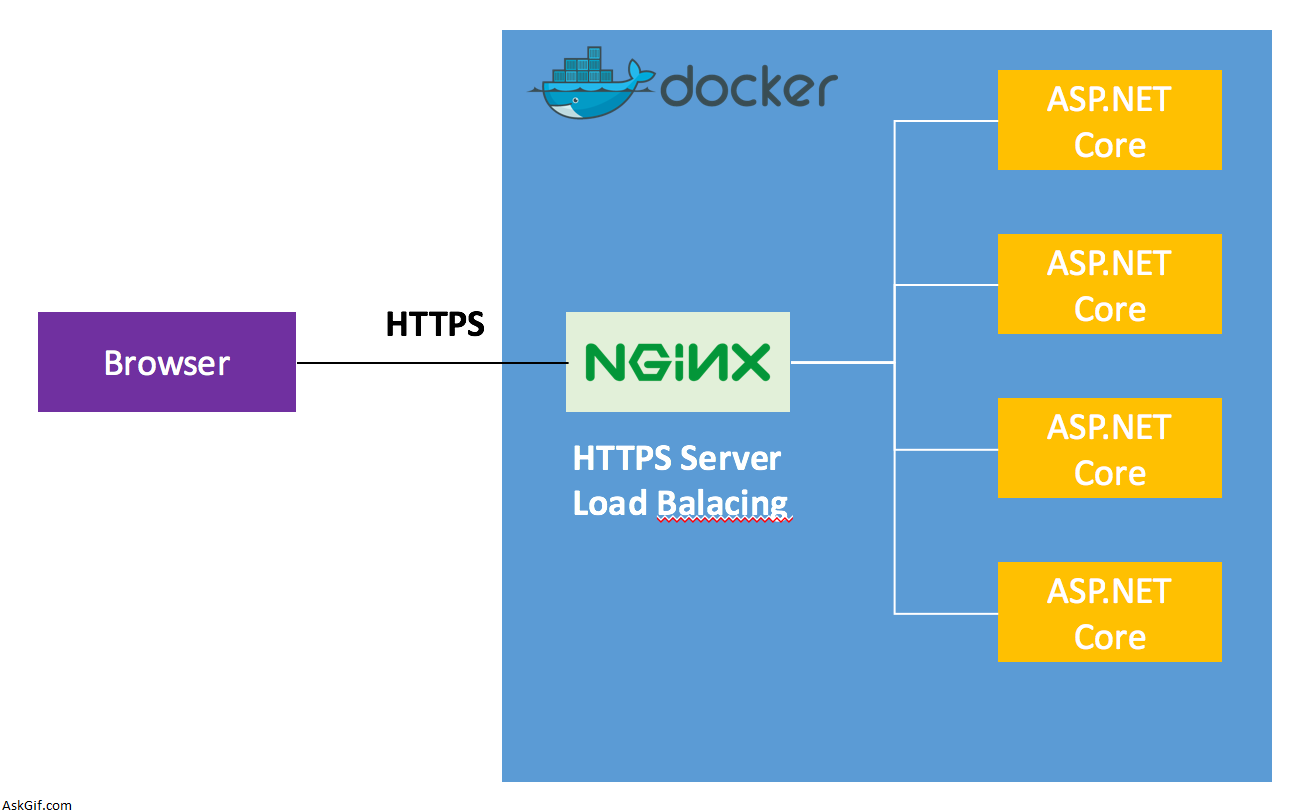 docker
ASP.NET
Core
ASP.NET
Core
HTTPS
Browser
NGINX
ASP.NET
Core
HTTPS Server
Load Balacing
ASP.NET
Core
AskGif.com